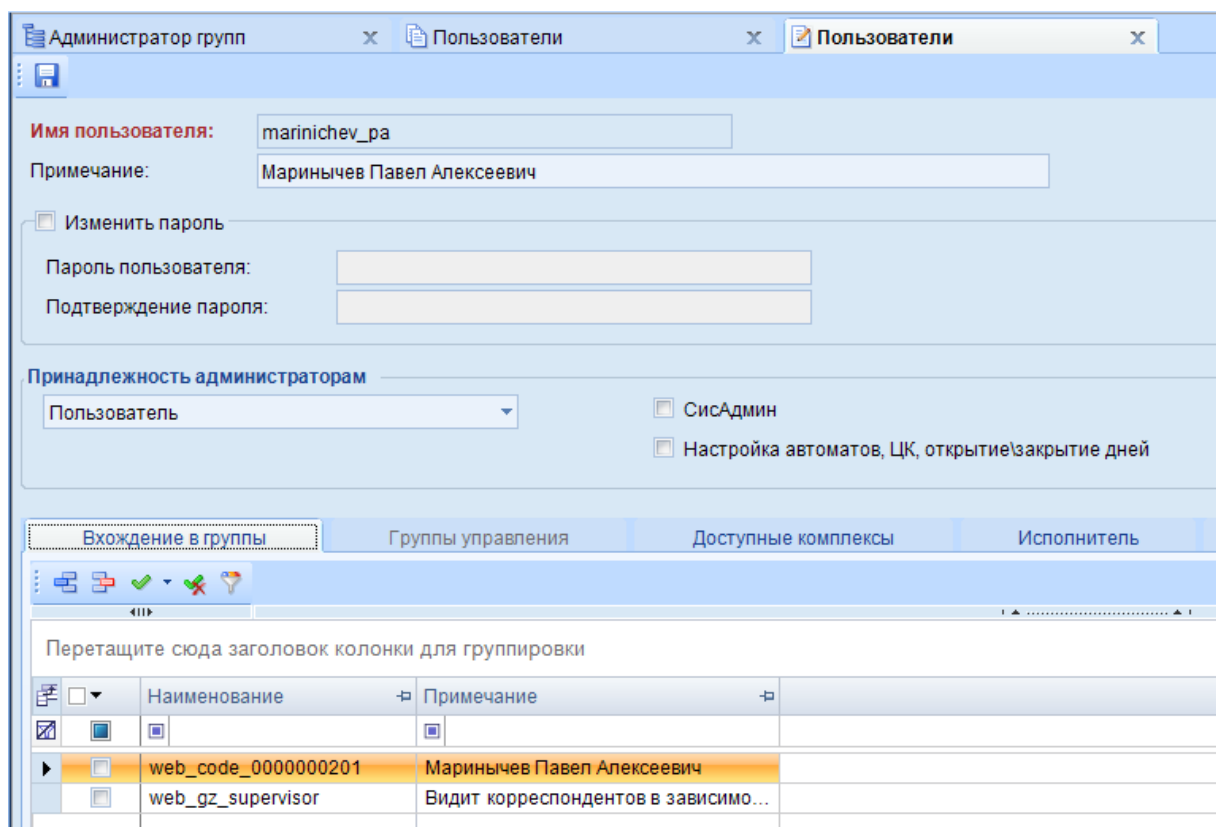 Администратор групп Пользователи Пользователи
Имя пользователя: marinichev_pa
Примечание: Маринычев Павел Алексеевич
Изменить пароль
Пароль пользователя:
Подтверждение пароля:
Принадлежность администраторам
Пользователь СисАдмин
Настройка автоматов, ЦК, открытие\закрытие дней
Вхождение в группы Группы управления Доступные комплексы Исполнитель
Перетащите сюда заголовок колонки для группировки
Наименование Примечание
web_code_0000000201 Маринычев Павел Алексеевич
web_gz_supervisor Видит корреспондентов в зависимо...